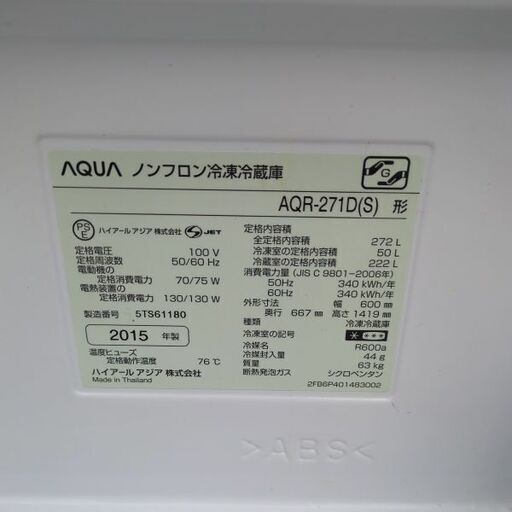 AQUA ノンフロン冷凍冷蔵庫
G
AQR-271D(S) 形
PS E ハイアール アジア 株式会社 S JET
定格電圧 100 V
定格周波数 50/60 Hz
電動機の
定格消費電力 70/75 W
電熱装置の
定格消費電力 130/130 W
製造番号 5TS61180
2015 年製
温度ヒューズ
定格動作温度 76℃
ハイアール アジア 株式会社
Made in Thailand
定格内容積
全定格内容積 272 L
冷凍室の定格内容積 50 L
冷蔵室の定格内容積 222 L
消費電力量 (JIS C 9801-2006年)
50Hz 340 kWh/年
60Hz 340 kWh/年
外形寸法 幅 600 mm
奥行 667 mm 高さ 1419 mm
種類 冷凍冷蔵庫
冷凍室の記号 * ***
冷媒名 R600a
冷媒封入量 44 g
質量 63 kg
断熱発泡ガス シクロペンタン
2FB6P401483002
>ABS<